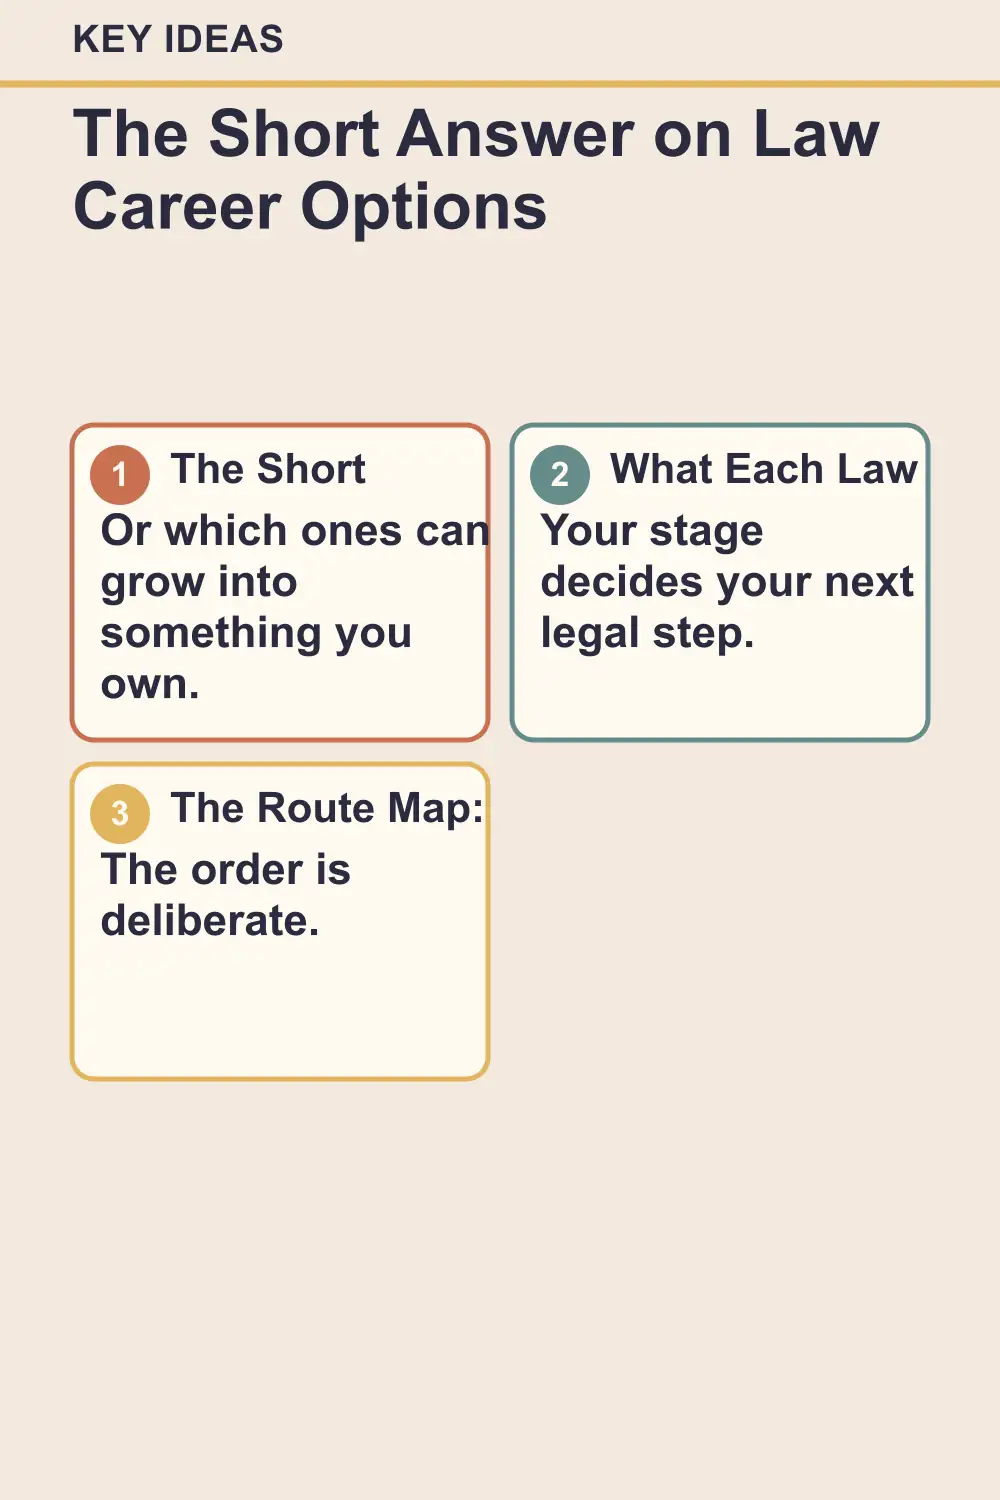 KEY IDEAS
The Short Answer on Law
Career Options
1 The Short
Or which ones can
grow into
something you
own.
2 What Each Law
Your stage
decides your next
legal step.
3 The Route Map:
The order is
deliberate.